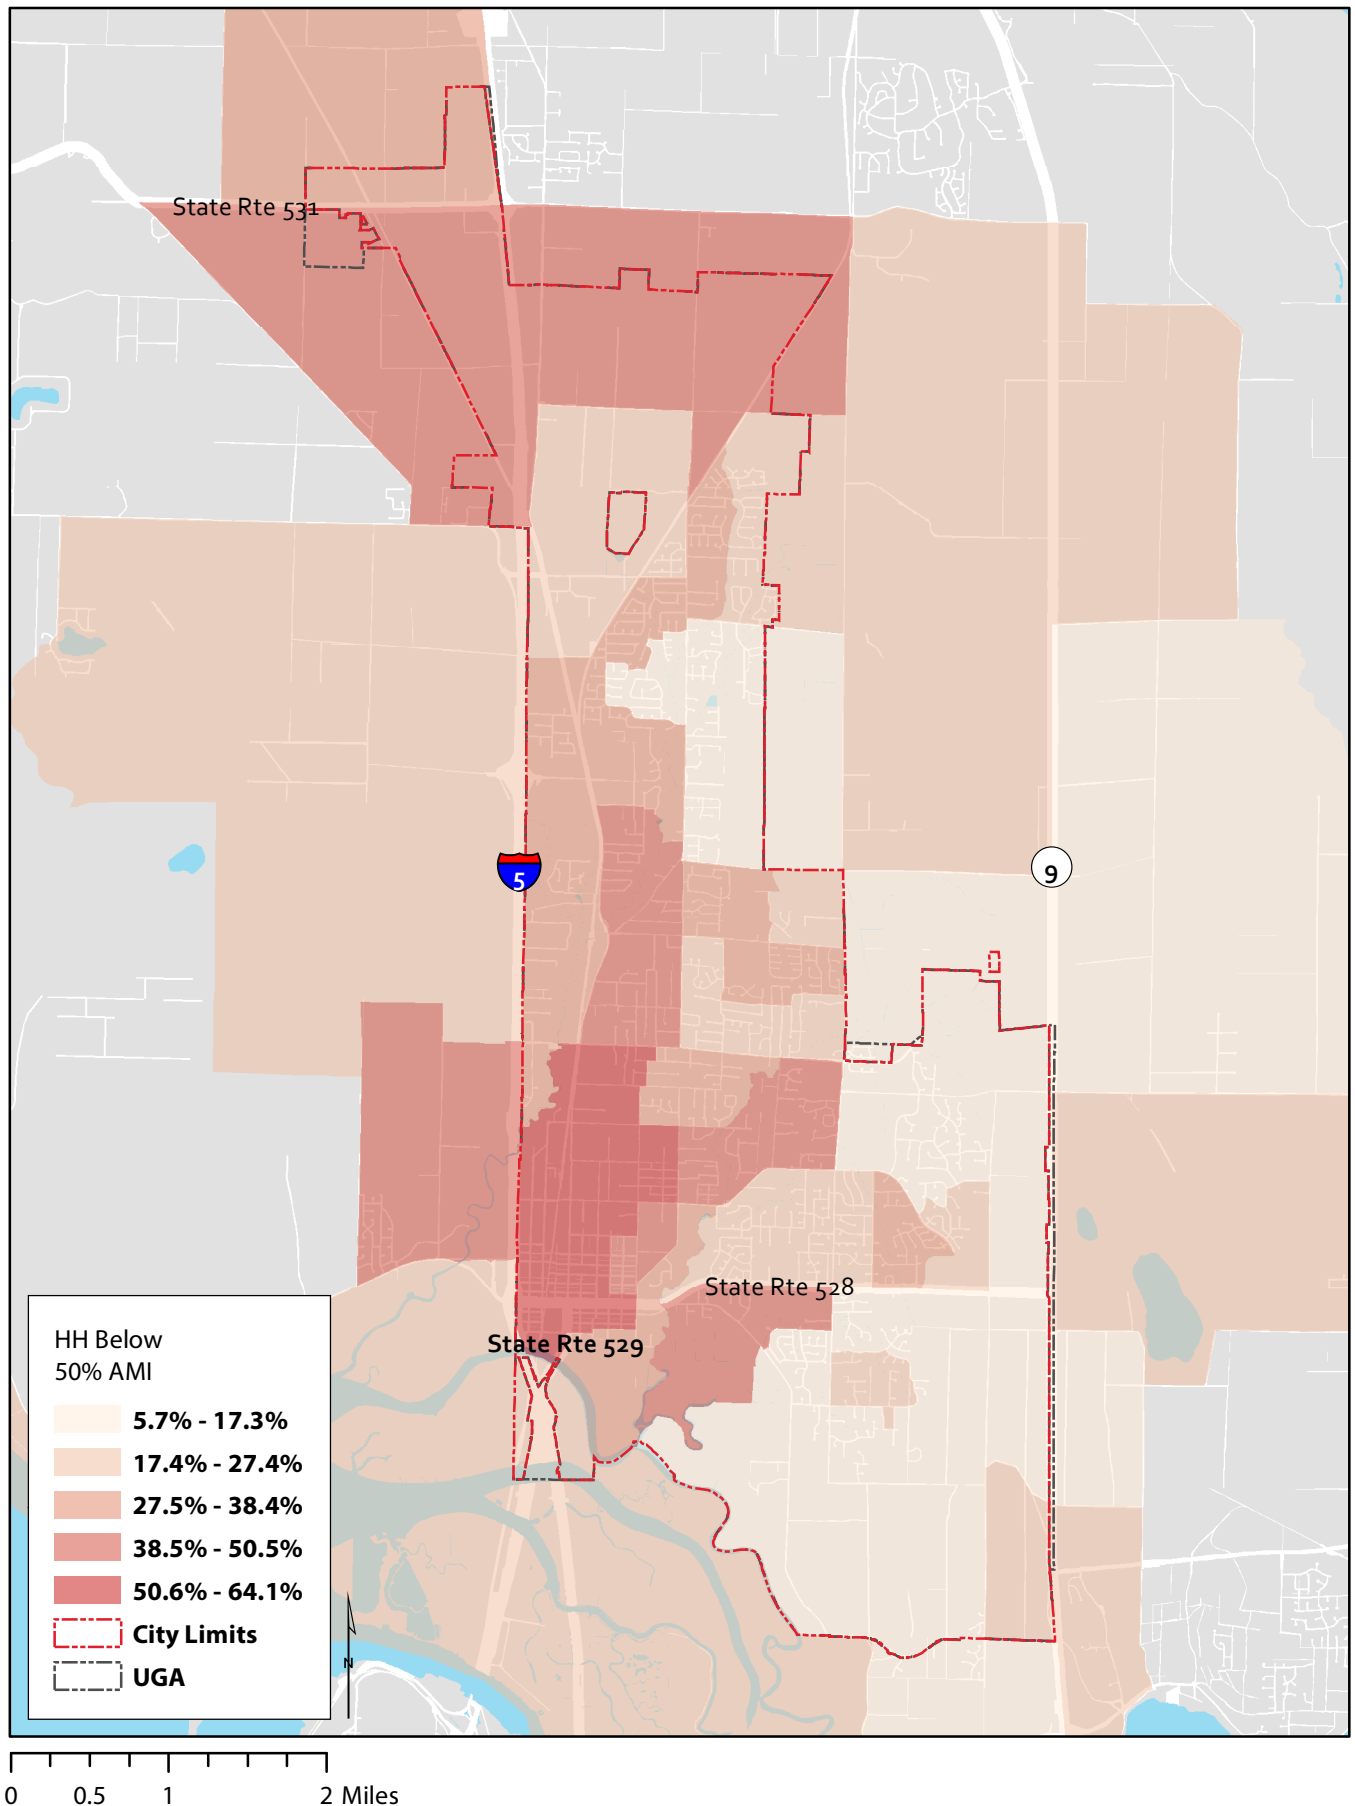 State Rte 531
5
9
State Rte 528
State Rte 529
HH Below
50% AMI
5.7% - 17.3%
17.4% - 27.4%
27.5% - 38.4%
38.5% - 50.5%
50.6% - 64.1%
City Limits
UGA
N
0 0.5 1 2 Miles